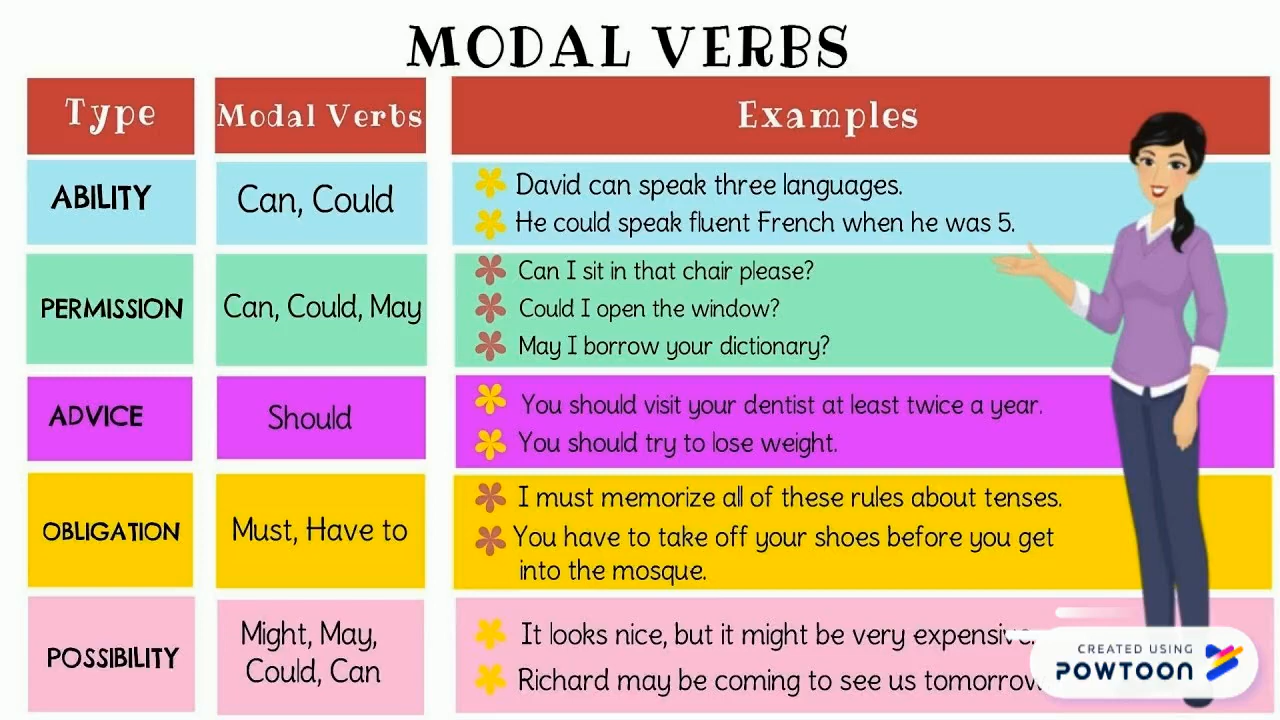 MODAL VERBS
Type
Modal Verbs
Examples
ABILITY
Can, Could
David can speak three languages.
He could speak fluent French when he was 5.
PERMISSION
Can, Could, May
Can I sit in that chair please?
Could I open the window?
May I borrow your dictionary?
ADVICE
Should
You should visit your dentist at least twice a year.
You should try to lose weight.
OBLIGATION
Must, Have to
I must memorize all of these rules about tenses.
You have to take off your shoes before you get
into the mosque.
POSSIBILITY
Might, May,
Could, Can
It looks nice, but it might be very expensive.
Richard may be coming to see us tomorrow
CREATED USING
POWTOON